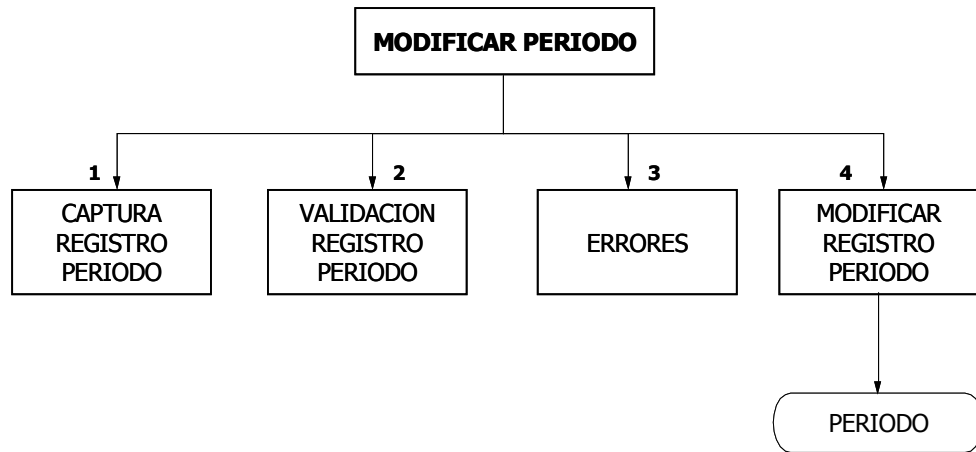 MODIFICAR PERIODO
1
2
3
4
CAPTURA
REGISTRO
PERIODO
VALIDACION
REGISTRO
PERIODO
ERRORES
MODIFICAR
REGISTRO
PERIODO
PERIODO